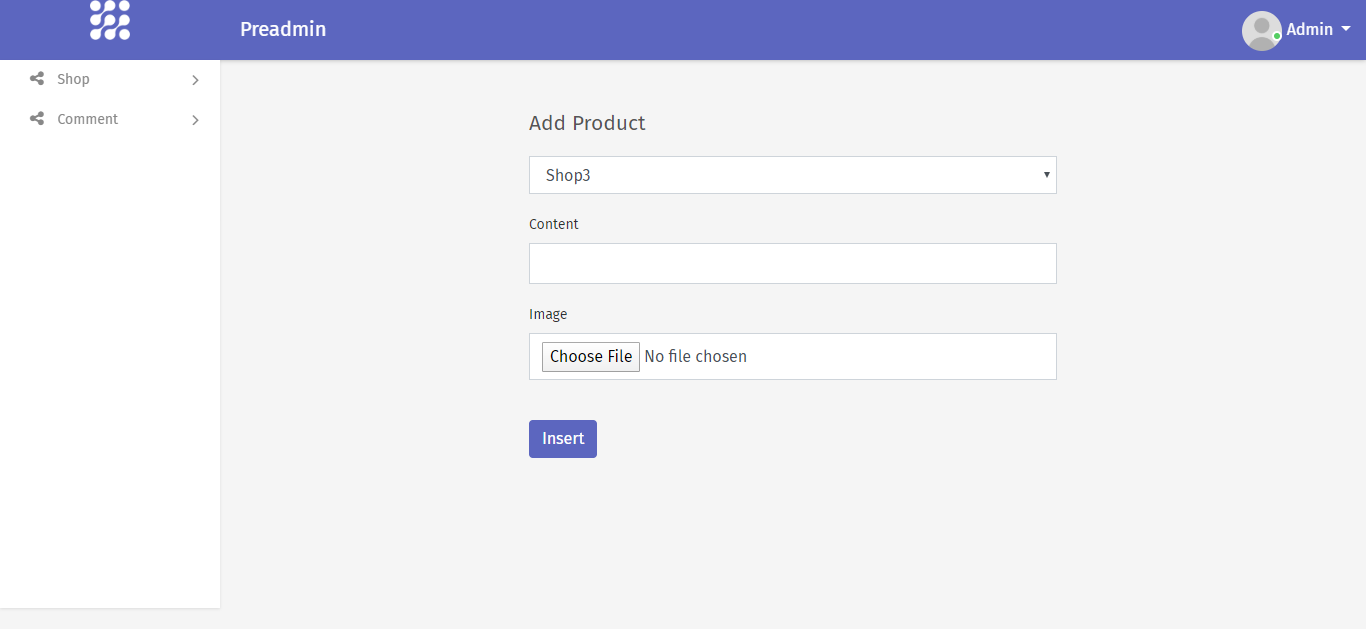 Preadmin
Admin
Shop
Comment
Add Product
Shop3
Content
Image
Choose File No file chosen
Insert